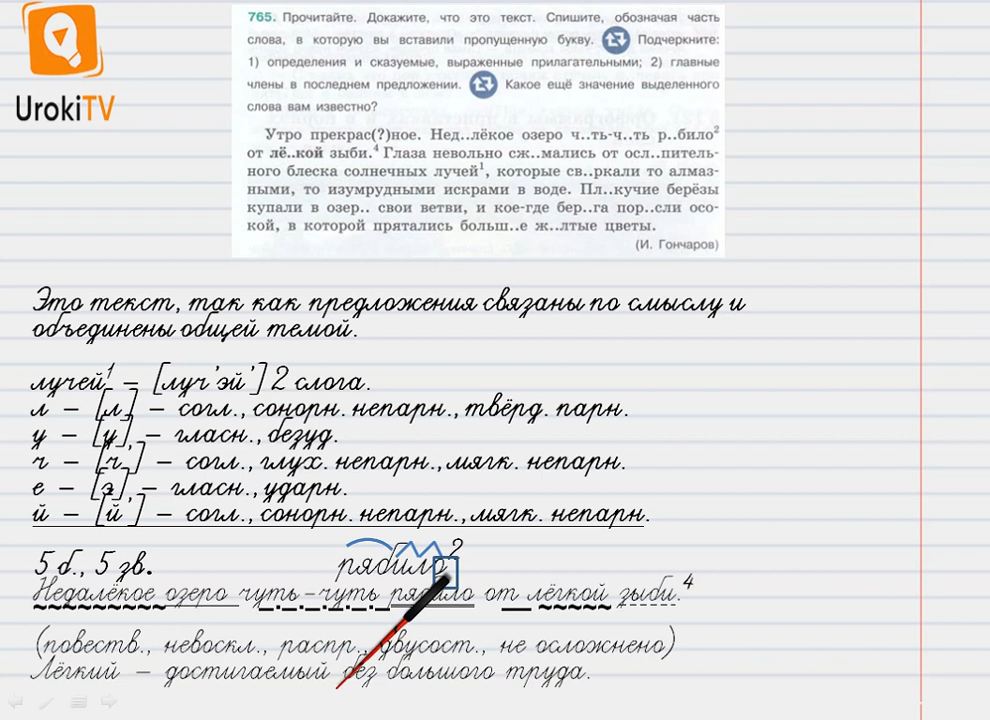 UrokiTV
765. Прочитайте. Докажите, что это текст. Спишите, обозначая часть
слова, в которую вы вставили пропущенную букву. Подчеркните:
1) определения и сказуемые, выраженные прилагательными; 2) главные
члены в последнем предложении. Какое ещё значение выделенного
слова вам известно?
Утро прекрас(?)ное. Нед..лёкое озеро ч..ть-ч..ть р..било2
от лё..кой зыби.4 Глаза невольно сж..мались от осл..питель-
ного блеска солнечных лучей1, которые св..ркали то алмаз-
ными, то изумрудными искрами в воде. Пл..кучие берёзы
купали в озер.. свои ветви, и кое-где бер..га пор..сли осо-
кой, в которой прятались больш..е ж..лтые цветы.
(И. Гончаров)
Это текст, так как предложения связаны по смыслу и
объединены общей темой.
лучей1 – [луч'эй'] 2 слога.
л – [л] – согл., сонорн. непарн., твёрд. парн.
у – [у] – гласн., безуд.
ч – [ч'] – согл., глух. непарн., мягк. непарн.
е – [э] – гласн., ударн.
й – [й'] – согл., сонорн. непарн., мягк. непарн.
5 б., 5 зв. рябило2
Недалёкое озеро чуть-чуть рябило от лёгкой зыби.4
(повеств., невоскл., распр., двусост., не осложнено)
Лёгкий – достигаемый без большого труда.